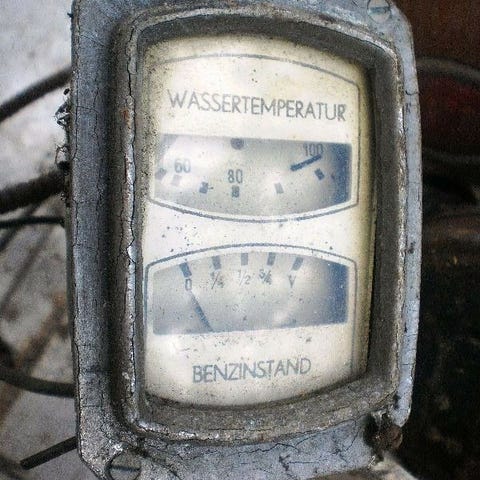 WASSERTEMPERATUR
60 80 100
0 ¼ ½ ¾ V
BENZINSTAND